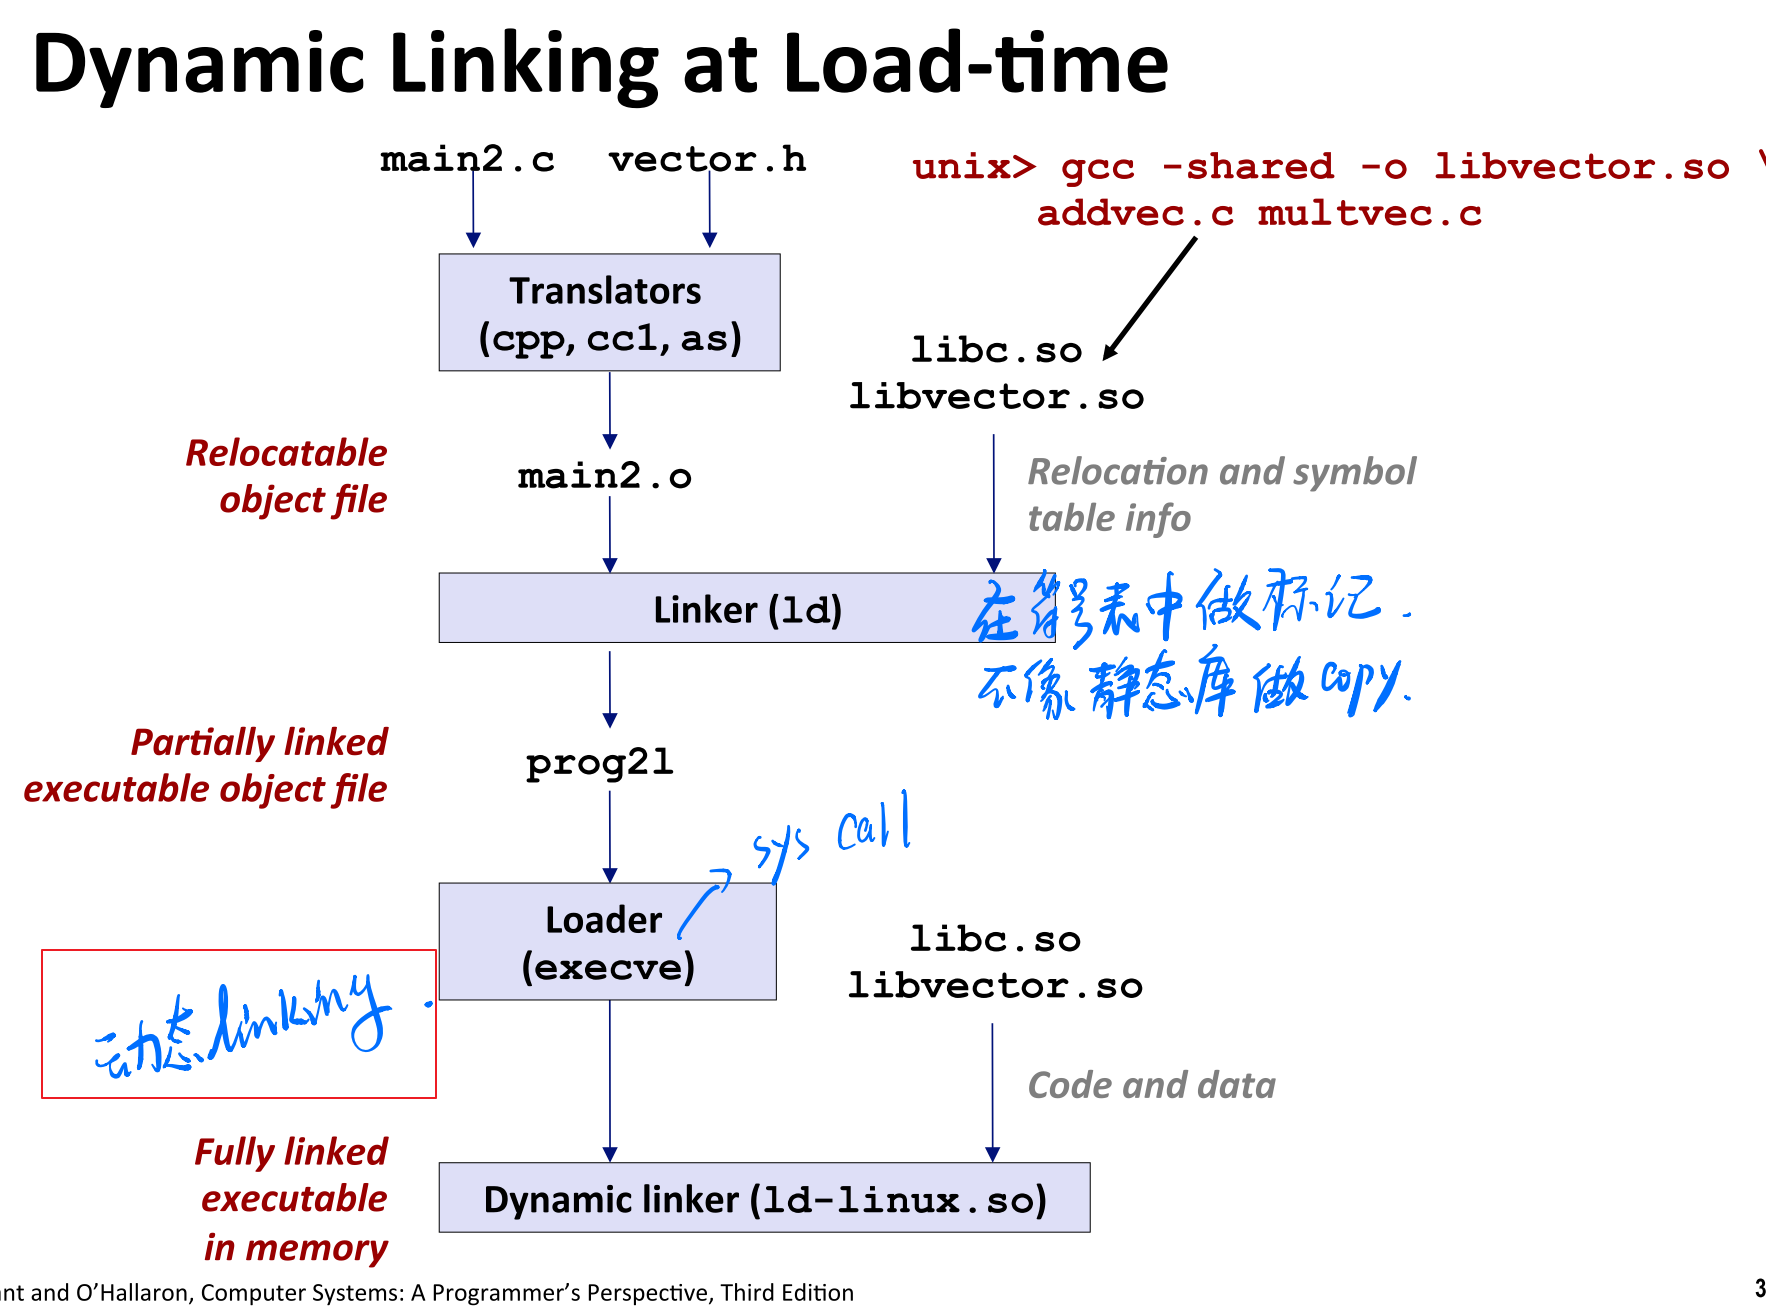 Dynamic Linking at Load-time
main2.c vector.h
unix> gcc -shared -o libvector.so \
addvec.c multvec.c
Translators
(cpp, cc1, as)
libc.so
libvector.so
Relocatable
object file
main2.o
Relocation and symbol
table info
Linker (ld)
在符号表中做标记.
不像静态库做copy.
Partially linked
executable object file
prog2l
sys call
Loader
(execve)
libc.so
libvector.so
动态linking.
Code and data
Fully linked
executable
in memory
Dynamic linker (ld-linux.so)
and O'Hallaron, Computer Systems: A Programmer's Perspective, Third Edition
3